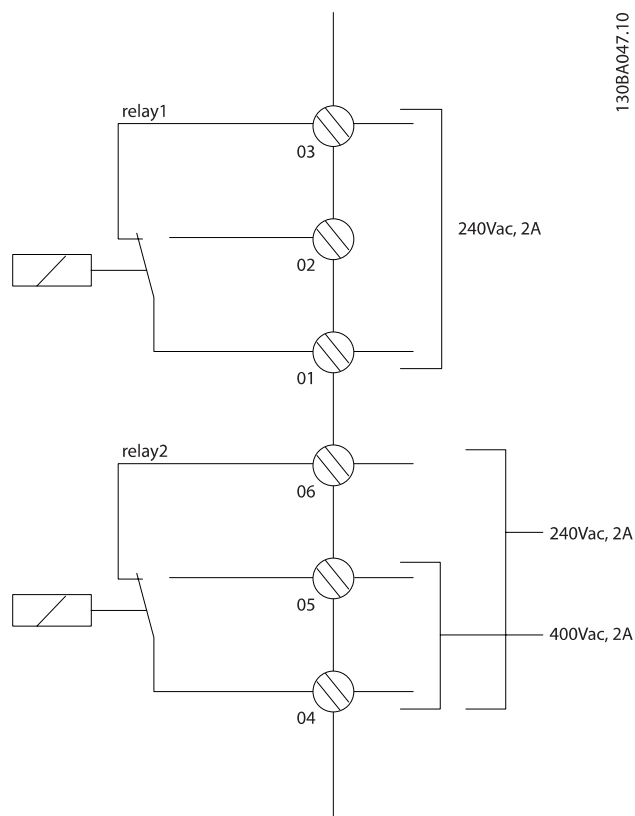 130BA047.10
relay1
03
240Vac, 2A
02
01
relay2
06
240Vac, 2A
05
400Vac, 2A
04